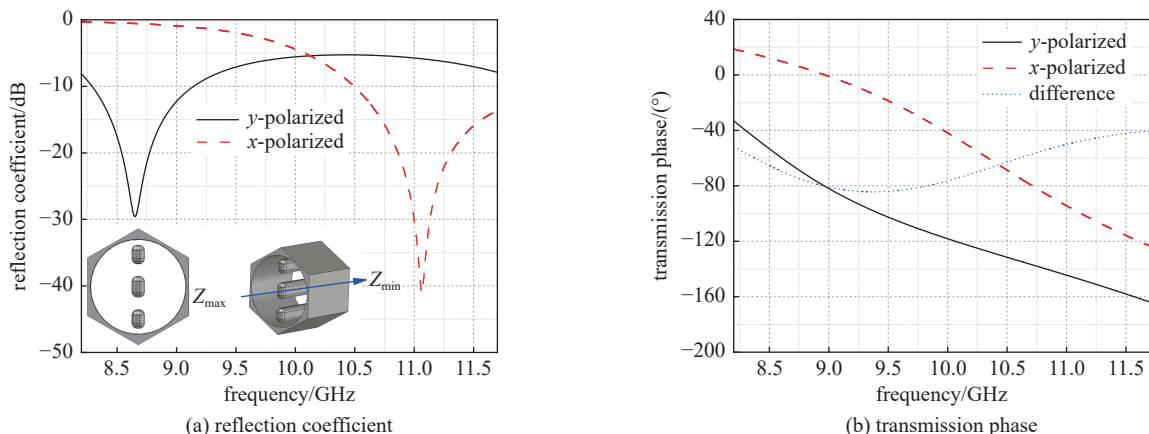 0
−10
−20
−30
−40
−50
reflection coefficient/dB
y-polarized
x-polarized
Zmax
Zmin
8.5 9.0 9.5 10.0 10.5 11.0 11.5
frequency/GHz
(a) reflection coefficient
40
0
−40
−80
−120
−160
−200
transmission phase/(°)
y-polarized
x-polarized
difference
8.5 9.0 9.5 10.0 10.5 11.0 11.5
frequency/GHz
(b) transmission phase